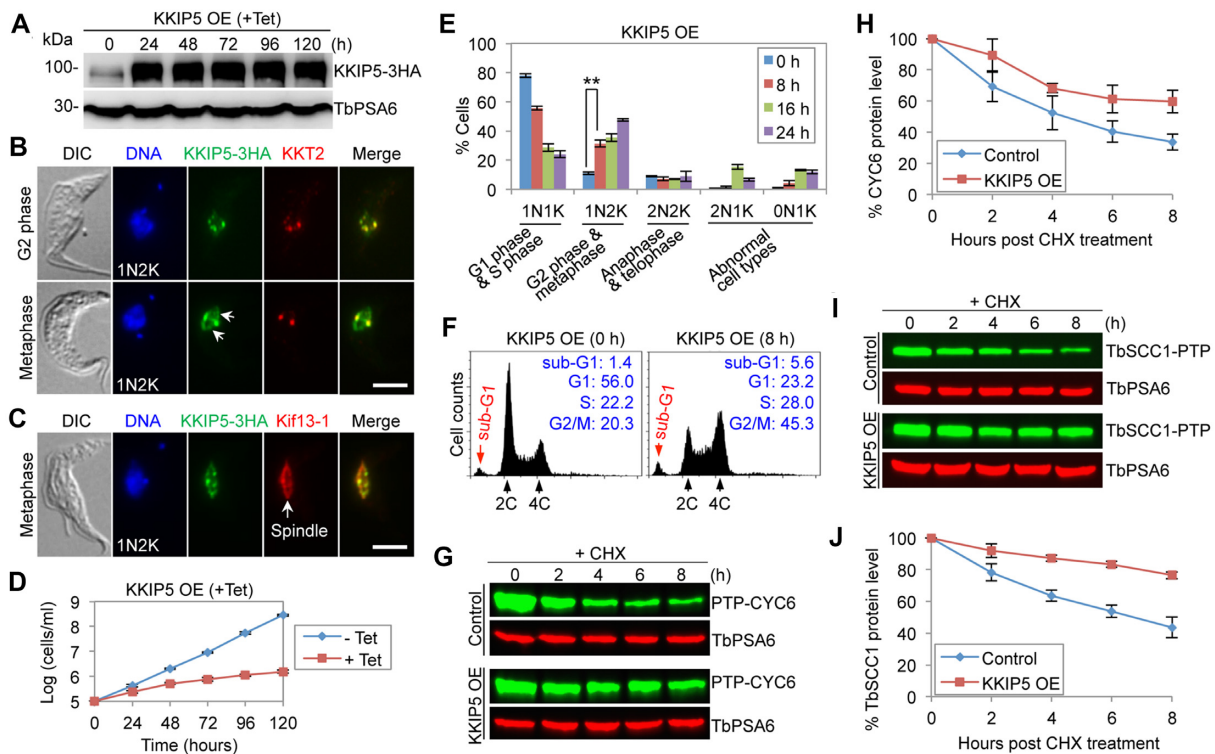 A
KKIP5 OE (+Tet)
kDa
0 24 48 72 96 120 (h)
100-
KKIP5-3HA
30-
TbPSA6
B
DIC DNA KKIP5-3HA KKT2 Merge
G2 phase
1N2K
Metaphase
1N2K
C
DIC DNA KKIP5-3HA Kif13-1 Merge
Metaphase
1N2K
Spindle
D
KKIP5 OE (+Tet)
Log (cells/ml)
9
8
7
6
5
0 24 48 72 96 120
Time (hours)
- Tet
+ Tet
E
KKIP5 OE
% Cells
100
80
60
40
20
0
**
0 h
8 h
16 h
24 h
1N1K 1N2K 2N2K 2N1K 0N1K
G1 phase
& S phase
G2 phase &
metaphase
Anaphase
& telophase
Abnormal
cell types
F
KKIP5 OE (0 h)
Cell counts
sub-G1
sub-G1: 1.4
G1: 56.0
S: 22.2
G2/M: 20.3
2C 4C
KKIP5 OE (8 h)
sub-G1
sub-G1: 5.6
G1: 23.2
S: 28.0
G2/M: 45.3
2C 4C
G
+ CHX
0 2 4 6 8 (h)
Control
PTP-CYC6
TbPSA6
KKIP5 OE
PTP-CYC6
TbPSA6
H
% CYC6 protein level
100
80
60
40
20
0
Control
KKIP5 OE
0 2 4 6 8
Hours post CHX treatment
I
+ CHX
0 2 4 6 8 (h)
Control
TbSCC1-PTP
TbPSA6
KKIP5 OE
TbSCC1-PTP
TbPSA6
J
% TbSCC1 protein level
100
80
60
40
20
0
Control
KKIP5 OE
0 2 4 6 8
Hours post CHX treatment